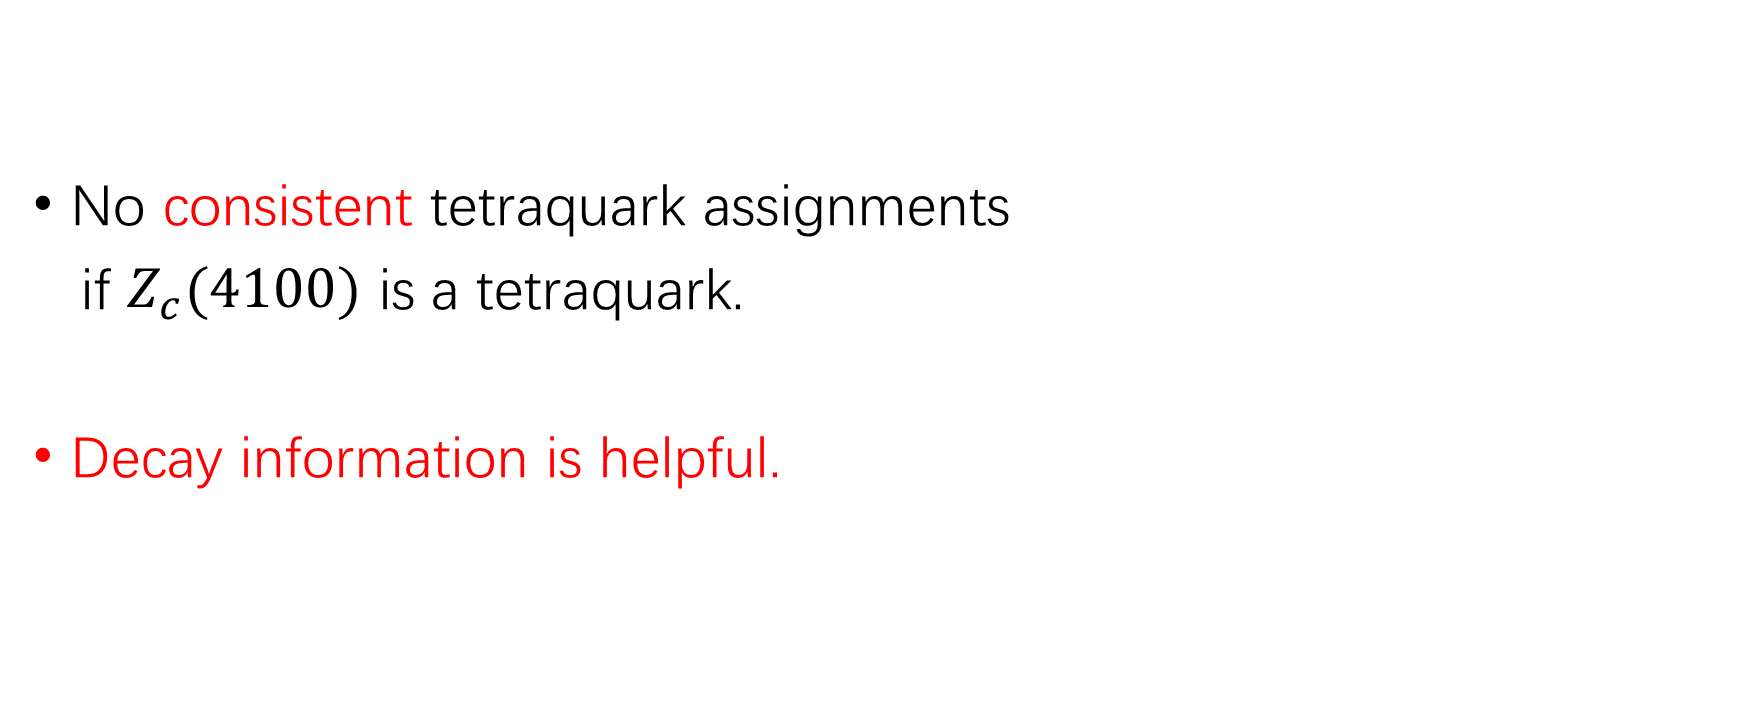 • No consistent tetraquark assignments
if $Z_c(4100)$ is a tetraquark.
• Decay information is helpful.